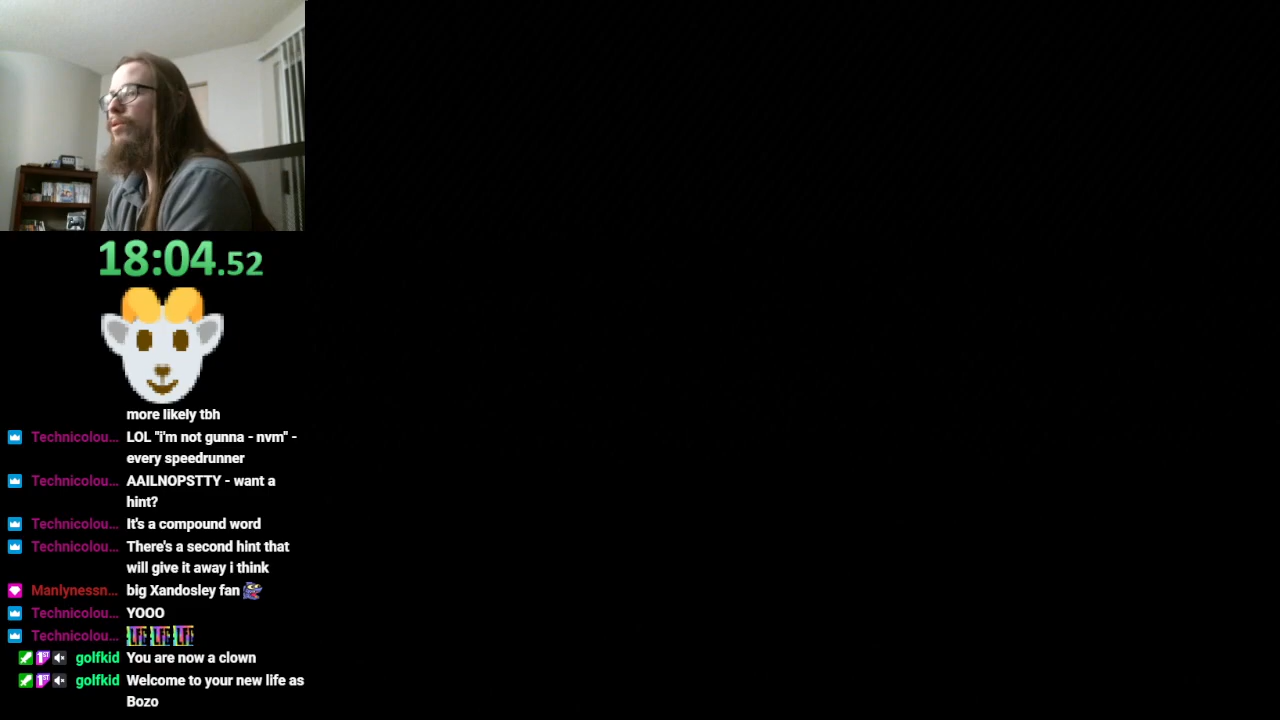 18:04.52
more likely tbh
Technicolou... LOL "i'm not gunna - nvm" -
every speedrunner
Technicolou... AAILNOPSTTY - want a
hint?
Technicolou... It's a compound word
Technicolou... There's a second hint that
will give it away i think
Manlynessn... big Xandosley fan
Technicolou... YOOO
Technicolou...
golfkid You are now a clown
golfkid Welcome to your new life as
Bozo